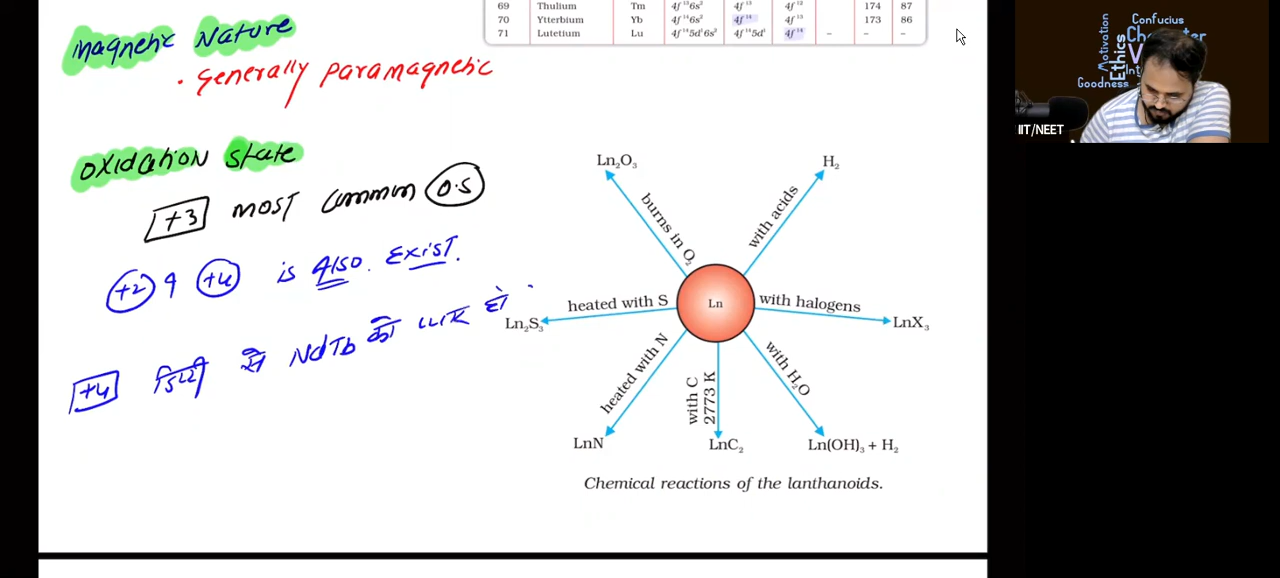 69 Thulium Tm 4f¹³6s² 4f¹³ 4f¹² 174 87
70 Ytterbium Yb 4f¹⁴6s² 4f¹⁴ 4f¹³ 173 86
71 Lutetium Lu 4f¹⁴5d¹6s² 4f¹⁴5d¹ 4f¹⁴ – – –
Magnetic Nature
. Generally Paramagnetic
Oxidation State
+3 most common O.S
+2 +4 is Also Exist.
+4 से NdTb को
Ln₂O₃
H₂
burns in O₂
with acids
heated with S
Ln
with halogens
Ln₂S₃
LnX₃
heated with N
with C
2773 K
with H₂O
LnN
LnC₂
Ln(OH)₃ + H₂
Chemical reactions of the lanthanoids.
Confucius
Motivation
Ethics
Goodness
IIT/NEET